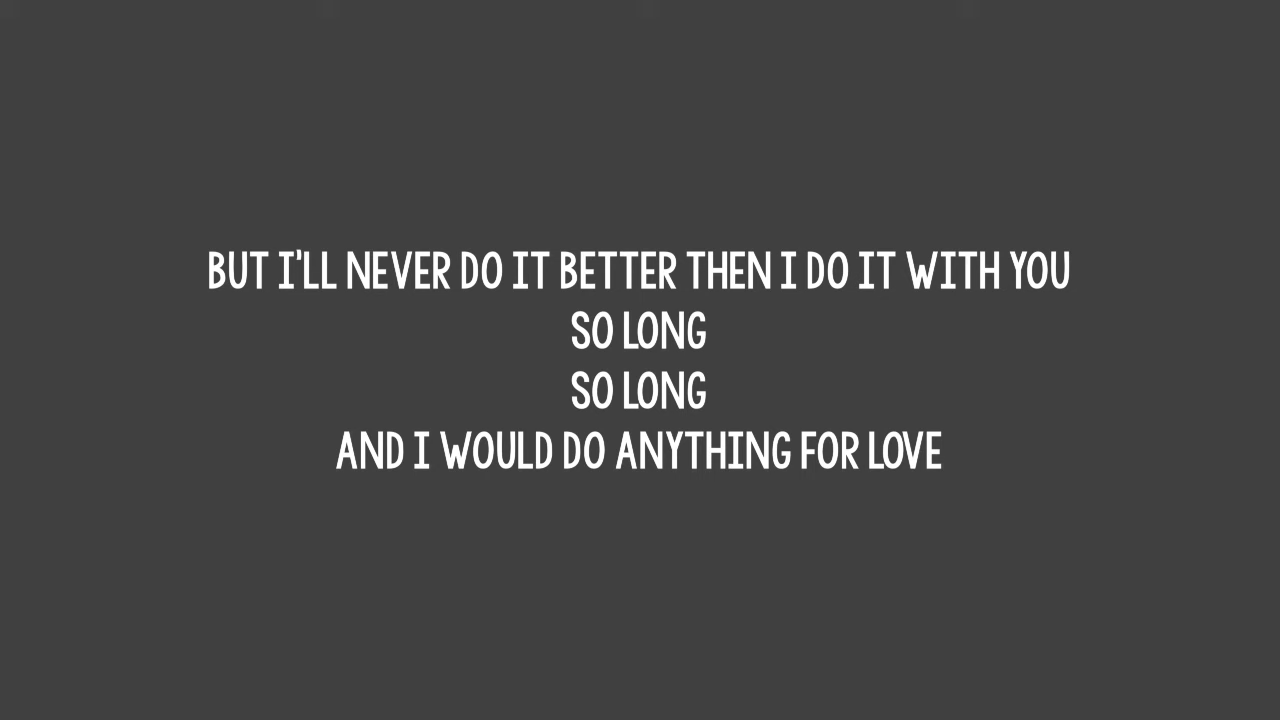 BUT I'LL NEVER DO IT BETTER THEN I DO IT WITH YOU
SO LONG
SO LONG
AND I WOULD DO ANYTHING FOR LOVE